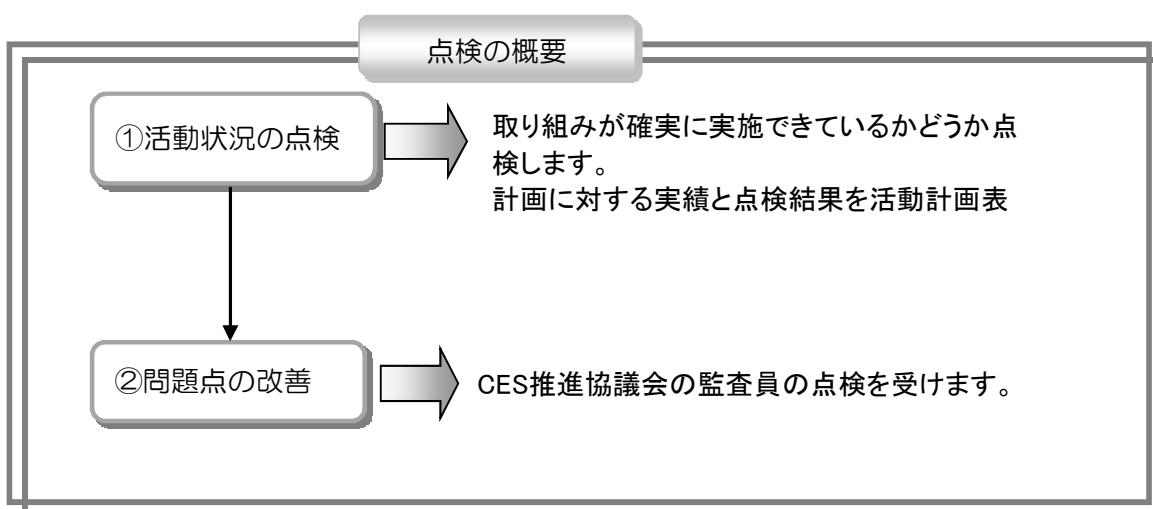 点検の概要
①活動状況の点検
取り組みが確実に実施できているかどうか点
検します。
計画に対する実績と点検結果を活動計画表
②問題点の改善
CES推進協議会の監査員の点検を受けます。